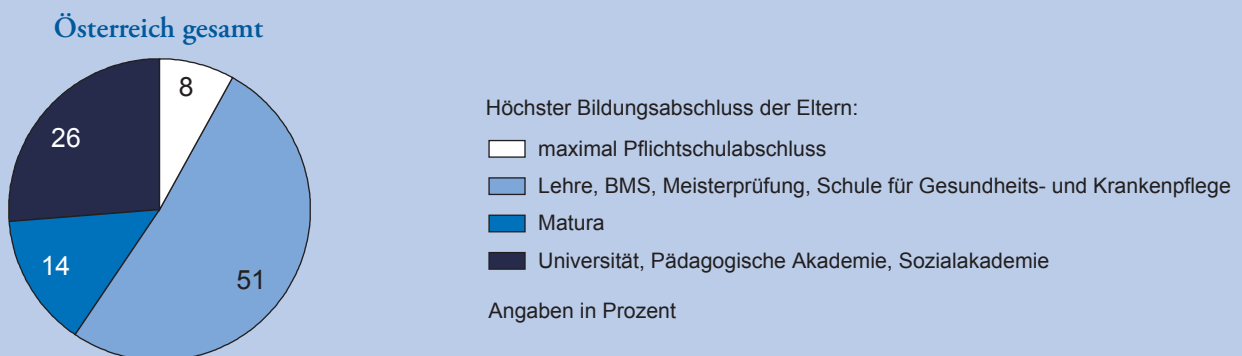 Österreich gesamt
8
26
14
51
Höchster Bildungsabschluss der Eltern:
maximal Pflichtschulabschluss
Lehre, BMS, Meisterprüfung, Schule für Gesundheits- und Krankenpflege
Matura
Universität, Pädagogische Akademie, Sozialakademie
Angaben in Prozent